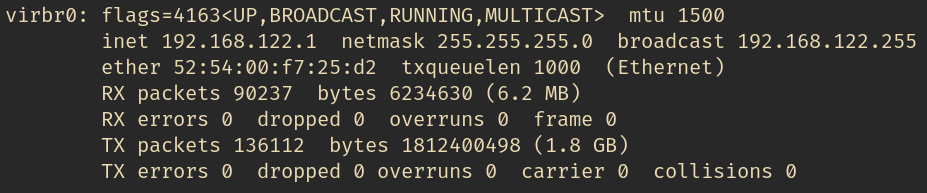 virbr0: flags=4163<UP,BROADCAST,RUNNING,MULTICAST>  mtu 1500
        inet 192.168.122.1  netmask 255.255.255.0  broadcast 192.168.122.255
        ether 52:54:00:f7:25:d2  txqueuelen 1000  (Ethernet)
        RX packets 90237  bytes 6234630 (6.2 MB)
        RX errors 0  dropped 0  overruns 0  frame 0
        TX packets 136112  bytes 1812400498 (1.8 GB)
        TX errors 0  dropped 0 overruns 0  carrier 0  collisions 0